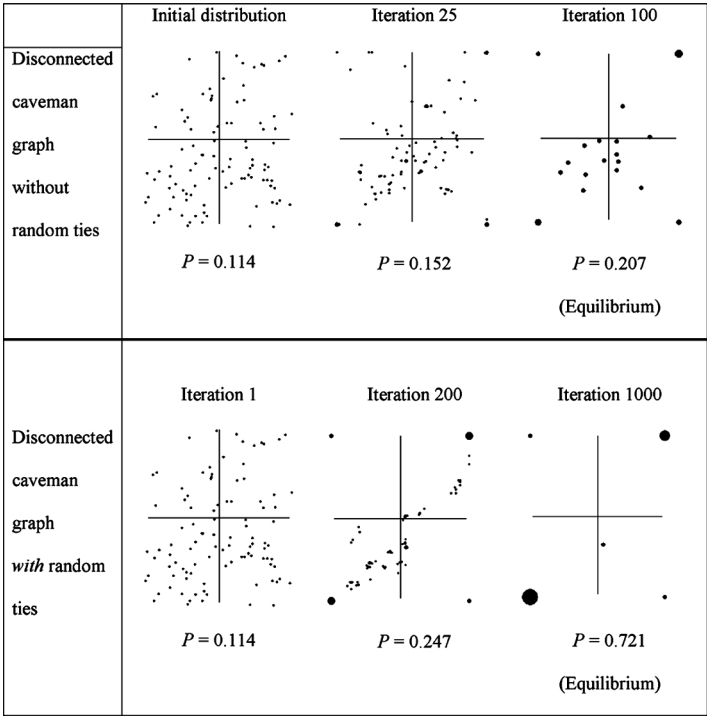 Initial distribution
Iteration 25
Iteration 100
Disconnected
caveman
graph
without
random ties
P = 0.114
P = 0.152
P = 0.207
(Equilibrium)
Iteration 1
Iteration 200
Iteration 1000
Disconnected
caveman
graph
with random
ties
P = 0.114
P = 0.247
P = 0.721
(Equilibrium)